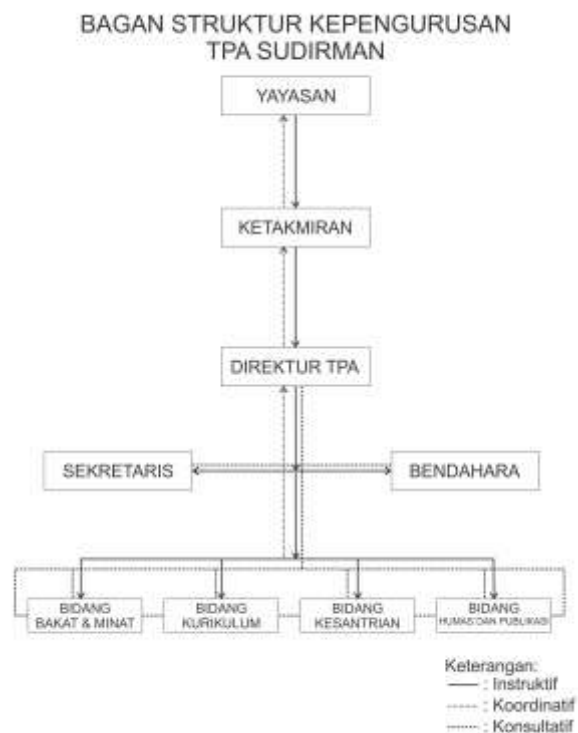 BAGAN STRUKTUR KEPENGURUSAN
TPA SUDIRMAN
YAYASAN
KETAKMIRAN
DIREKTUR TPA
SEKRETARIS
BENDAHARA
BIDANG
BAKAT & MINAT
BIDANG
KURIKULUM
BIDANG
KESANTRIAN
BIDANG
HUMAS DAN PUBLIKASI
Keterangan:
: Instruktif
: Koordinatif
: Konsultatif